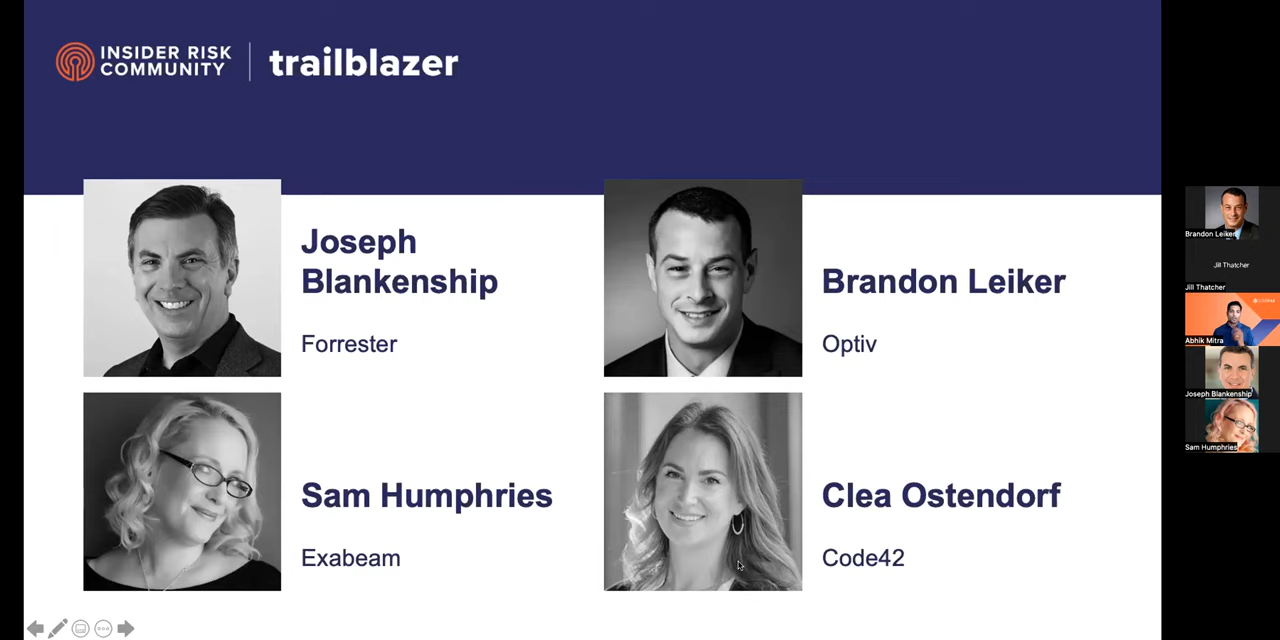 INSIDER RISK
COMMUNITY
trailblazer
Joseph
Blankenship
Forrester
Brandon Leiker
Optiv
Sam Humphries
Exabeam
Clea Ostendorf
Code42
Brandon Leiker
Jill Thatcher
Jill Thatcher
Abhik Mitra
Joseph Blankenship
Sam Humphries